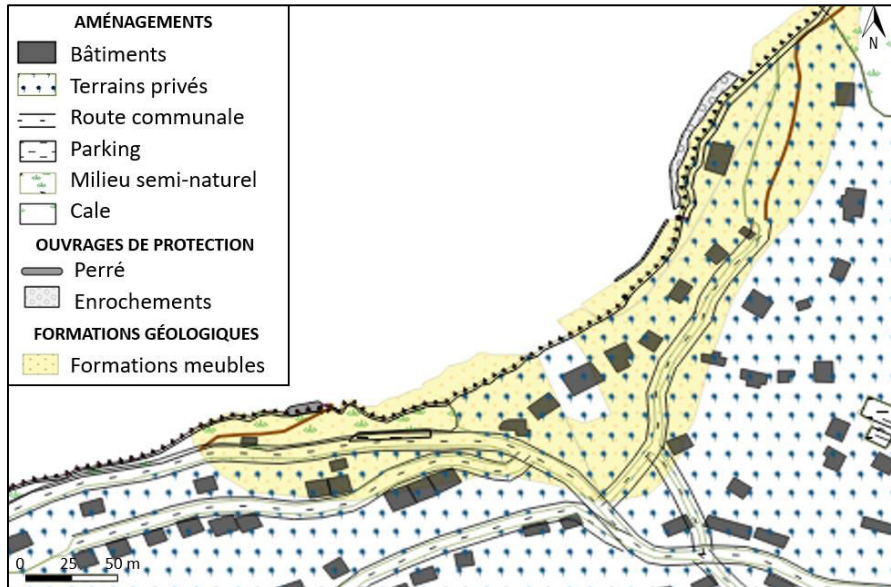 AMÉNAGEMENTS
Bâtiments
Terrains privés
Route communale
Parking
Milieu semi-naturel
Cale
OUVRAGES DE PROTECTION
Perré
Enrochements
FORMATIONS GÉOLOGIQUES
Formations meubles
N
0 25 50 m